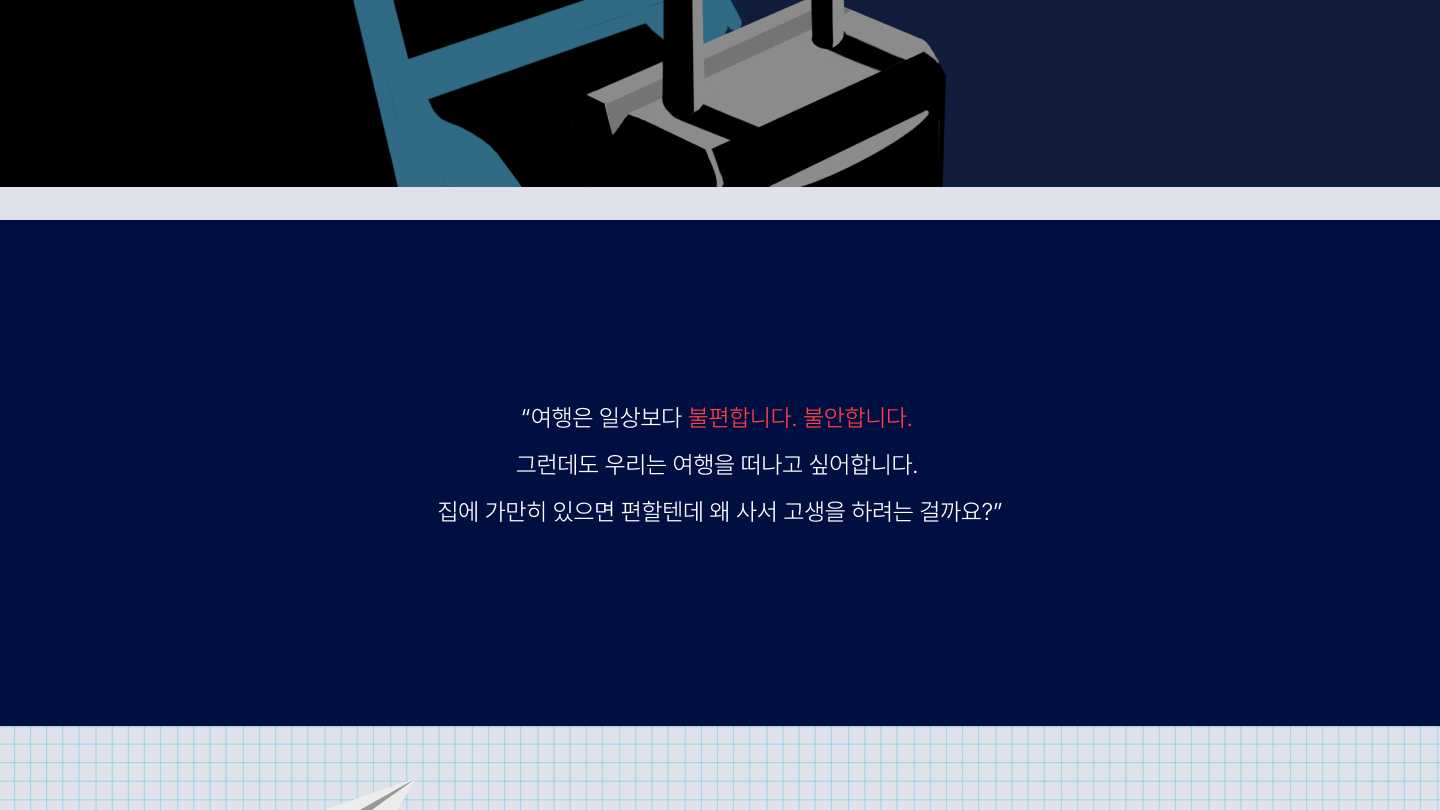 “여행은 일상보다 불편합니다. 불안합니다.
그런데도 우리는 여행을 떠나고 싶어합니다.
집에 가만히 있으면 편할텐데 왜 사서 고생을 하려는 걸까요?”